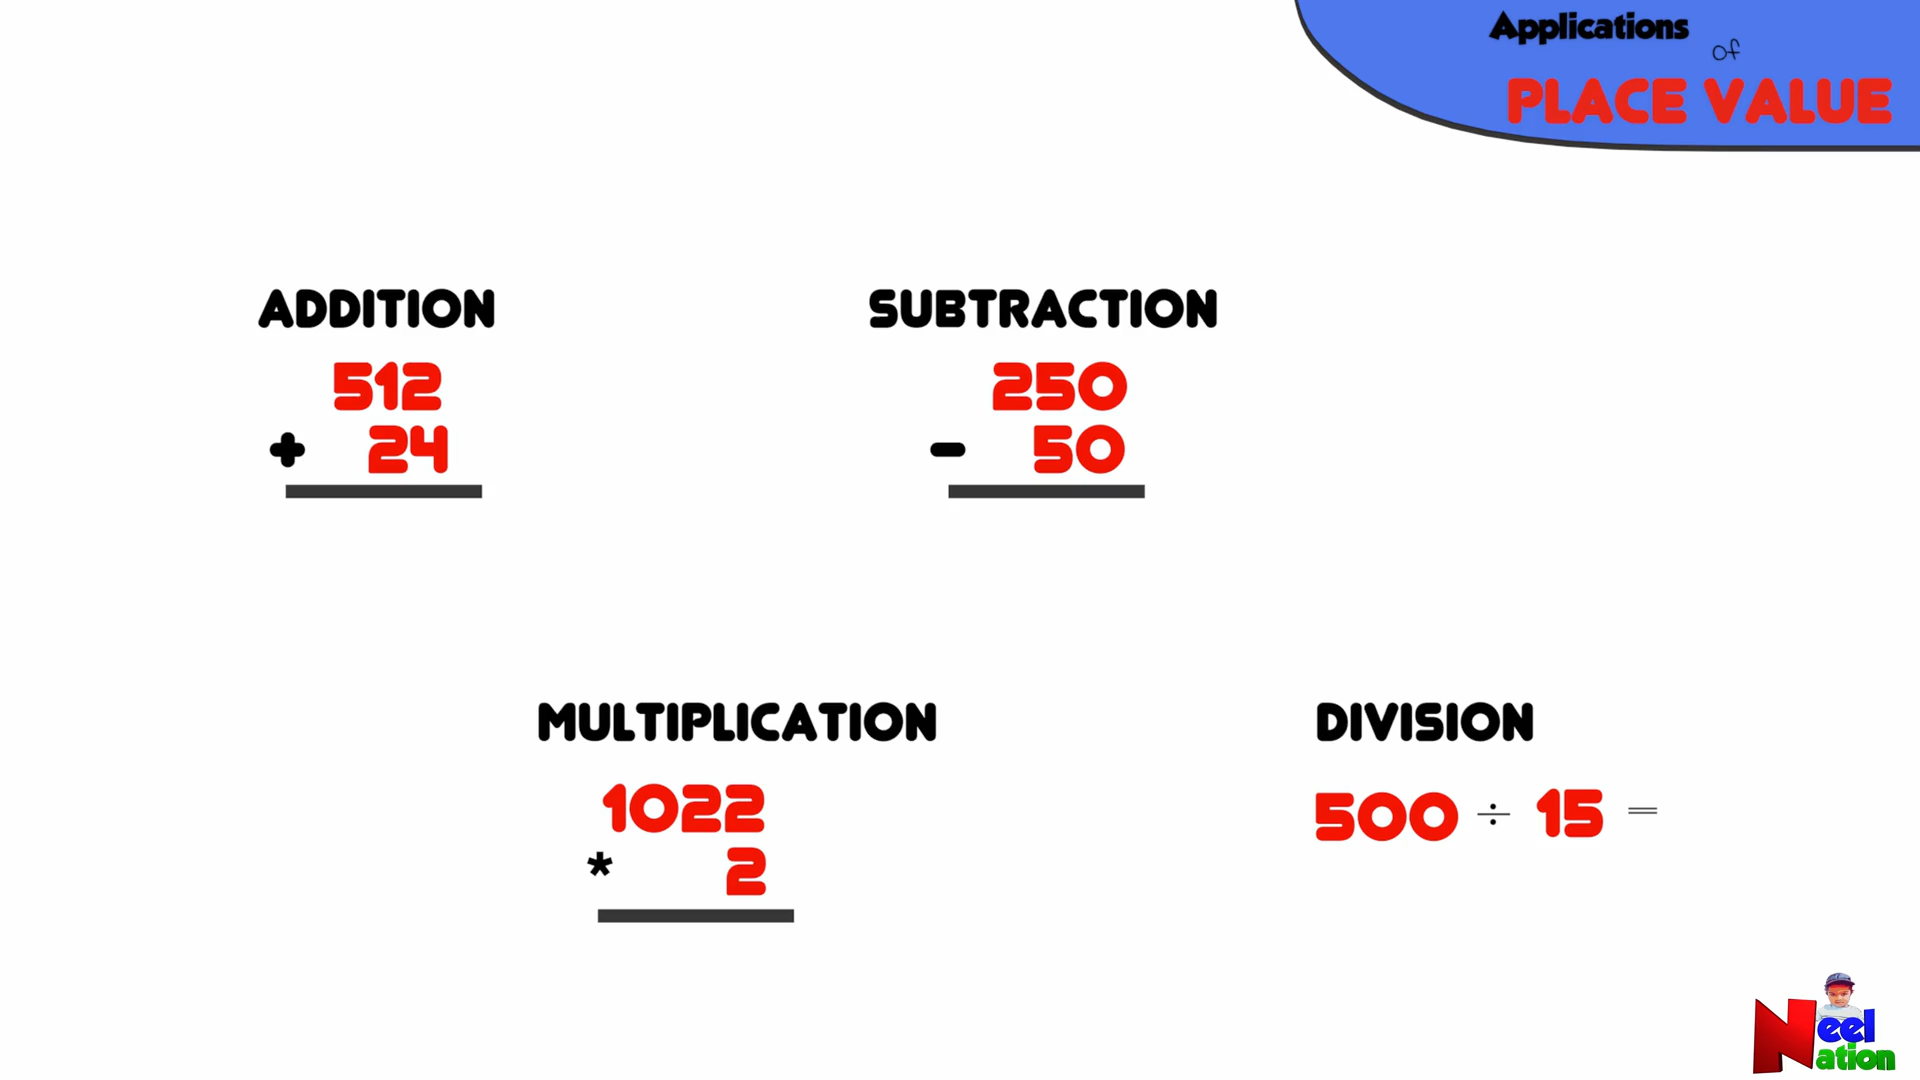 Applications
of
PLACE VALUE
ADDITION
512
+ 24
SUBTRACTION
250
- 50
MULTIPLICATION
1022
* 2
DIVISION
500 ÷ 15 =
Neel
Nation